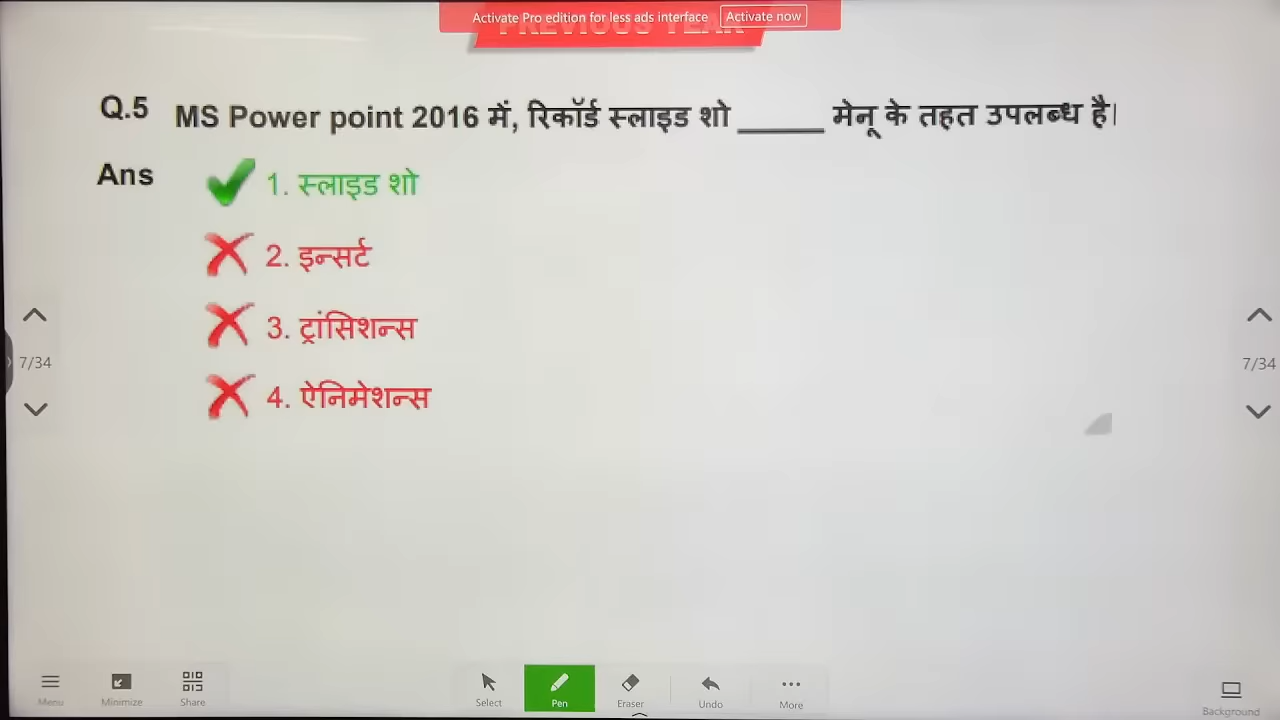 Activate Pro edition for less ads interface Activate now
PREVIOUS YEAR
Q.5 MS Power point 2016 में, रिकॉर्ड स्लाइड शो ______ मेनू के तहत उपलब्ध है।
Ans 1. स्लाइड शो
2. इन्सर्ट
3. ट्रांसिशन्स
4. ऐनिमेशन्स
7/34 7/34
Menu Minimize Share Select Pen Eraser Undo More Background